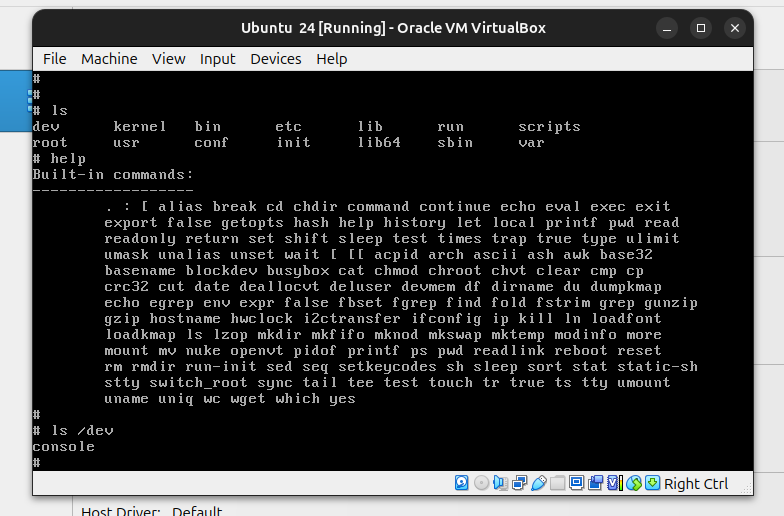 Ubuntu 24 [Running] - Oracle VM VirtualBox
File Machine View Input Devices Help
#
#
# ls
dev kernel bin etc lib run scripts
root usr conf init lib64 sbin var
# help
Built-in commands:
------------------
. : [ alias break cd chdir command continue echo eval exec exit
export false getopts hash help history let local printf pwd read
readonly return set shift sleep test times trap true type ulimit
umask unalias unset wait [ [[ acpid arch ascii ash awk base32
basename blockdev busybox cat chmod chroot chvt clear cmp cp
crc32 cut date deallocvt deluser devmem df dirname du dumpkmap
echo egrep env expr false fbset fgrep find fold fstrim grep gunzip
gzip hostname hwclock i2ctransfer ifconfig ip kill ln loadfont
loadkmap ls lzop mkdir mkfifo mknod mkswap mktemp modinfo more
mount mv nuke openvt pidof printf ps pwd readlink reboot reset
rm rmdir run-init sed seq setkeycodes sh sleep sort stat static-sh
stty switch_root sync tail tee test touch tr true ts tty umount
uname uniq wc wget which yes
#
# ls /dev
console
#
Right Ctrl
Host Driver: Default